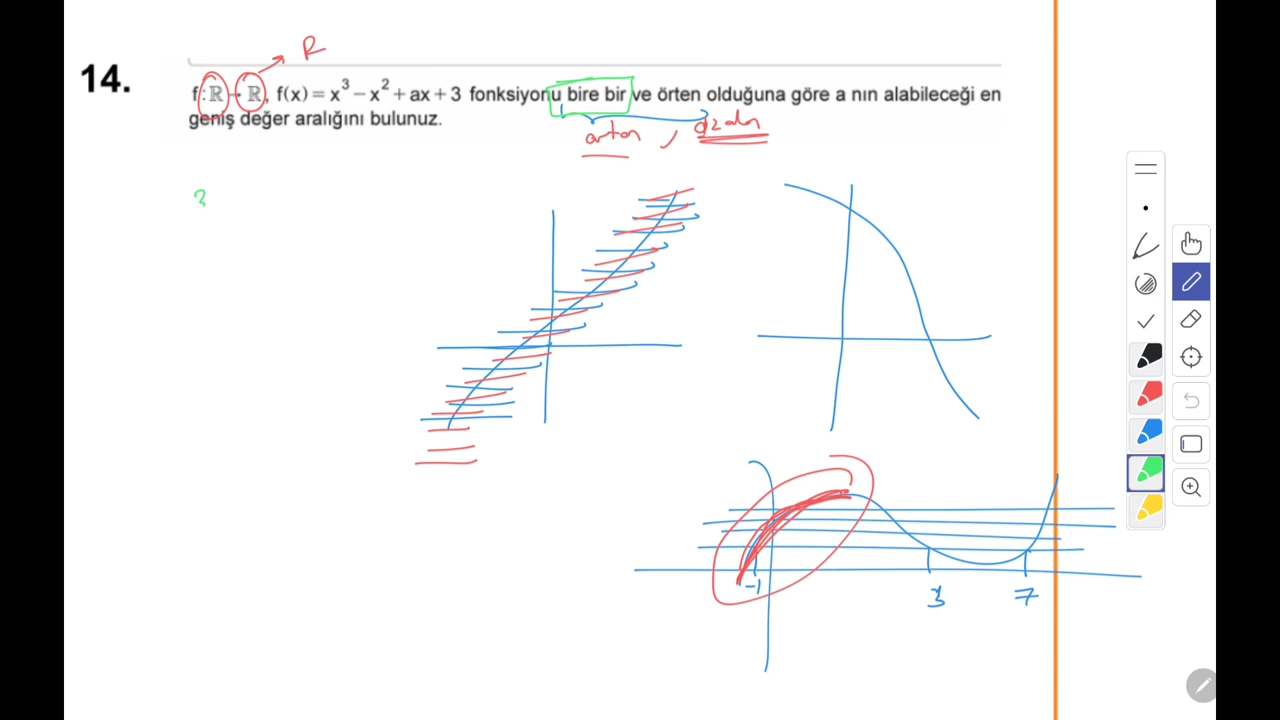 R
14. f : ℝ → ℝ, f(x) = x³ – x² + ax + 3 fonksiyonu bire bir ve örten olduğuna göre a nın alabileceği en
geniş değer aralığını bulunuz.
artan , azalan
-1 3 7